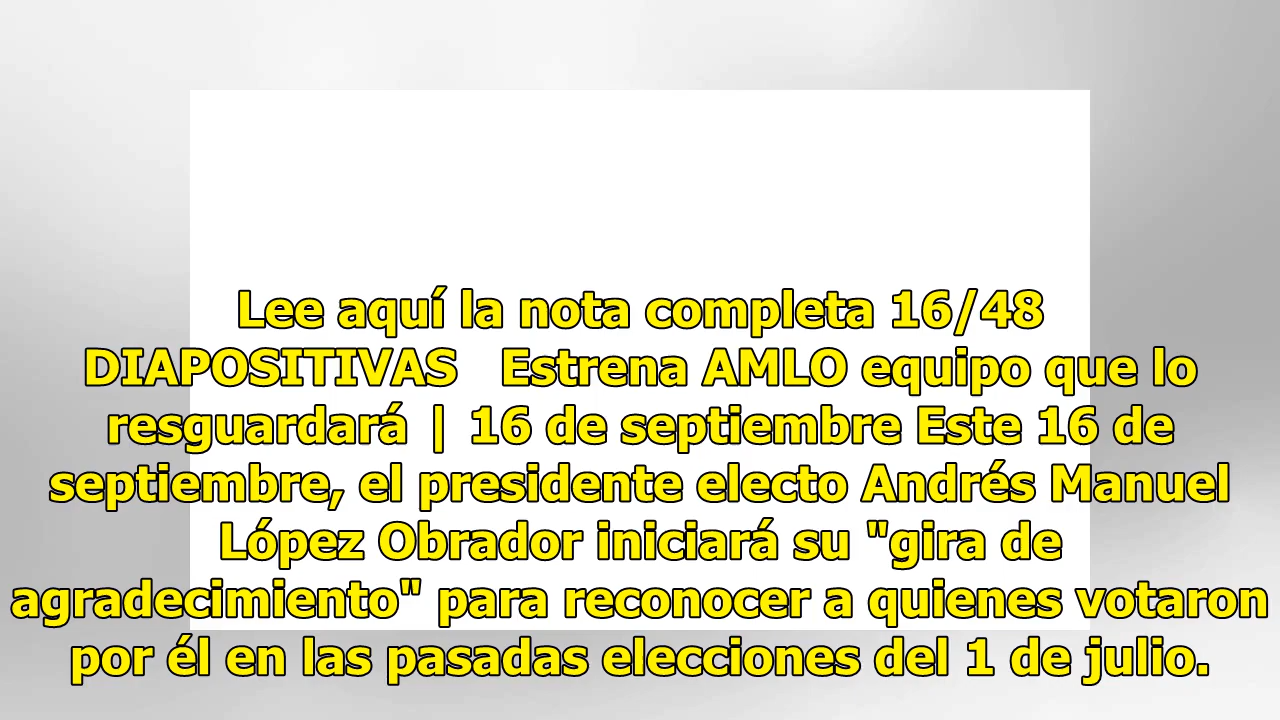 Lee aquí la nota completa 16/48
DIAPOSITIVAS   Estrena AMLO equipo que lo
resguardará | 16 de septiembre Este 16 de
septiembre, el presidente electo Andrés Manuel
López Obrador iniciará su "gira de
agradecimiento" para reconocer a quienes votaron
por él en las pasadas elecciones del 1 de julio.